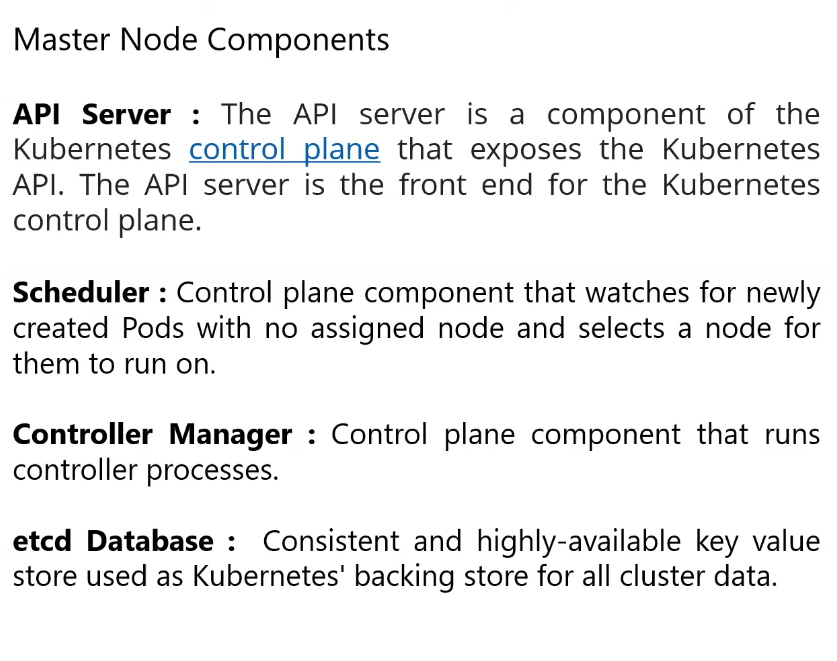 Master Node Components
API Server : The API server is a component of the
Kubernetes control plane that exposes the Kubernetes
API. The API server is the front end for the Kubernetes
control plane.
Scheduler : Control plane component that watches for newly
created Pods with no assigned node and selects a node for
them to run on.
Controller Manager : Control plane component that runs
controller processes.
etcd Database : Consistent and highly-available key value
store used as Kubernetes' backing store for all cluster data.